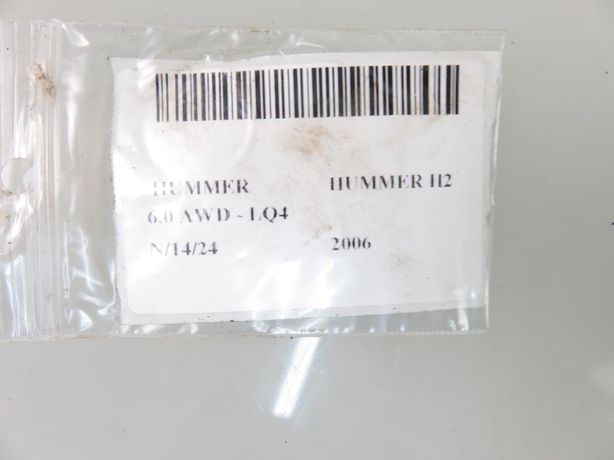 HUMMER HUMMER H2
6.0 AWD - LQ4
N/14/24 2006